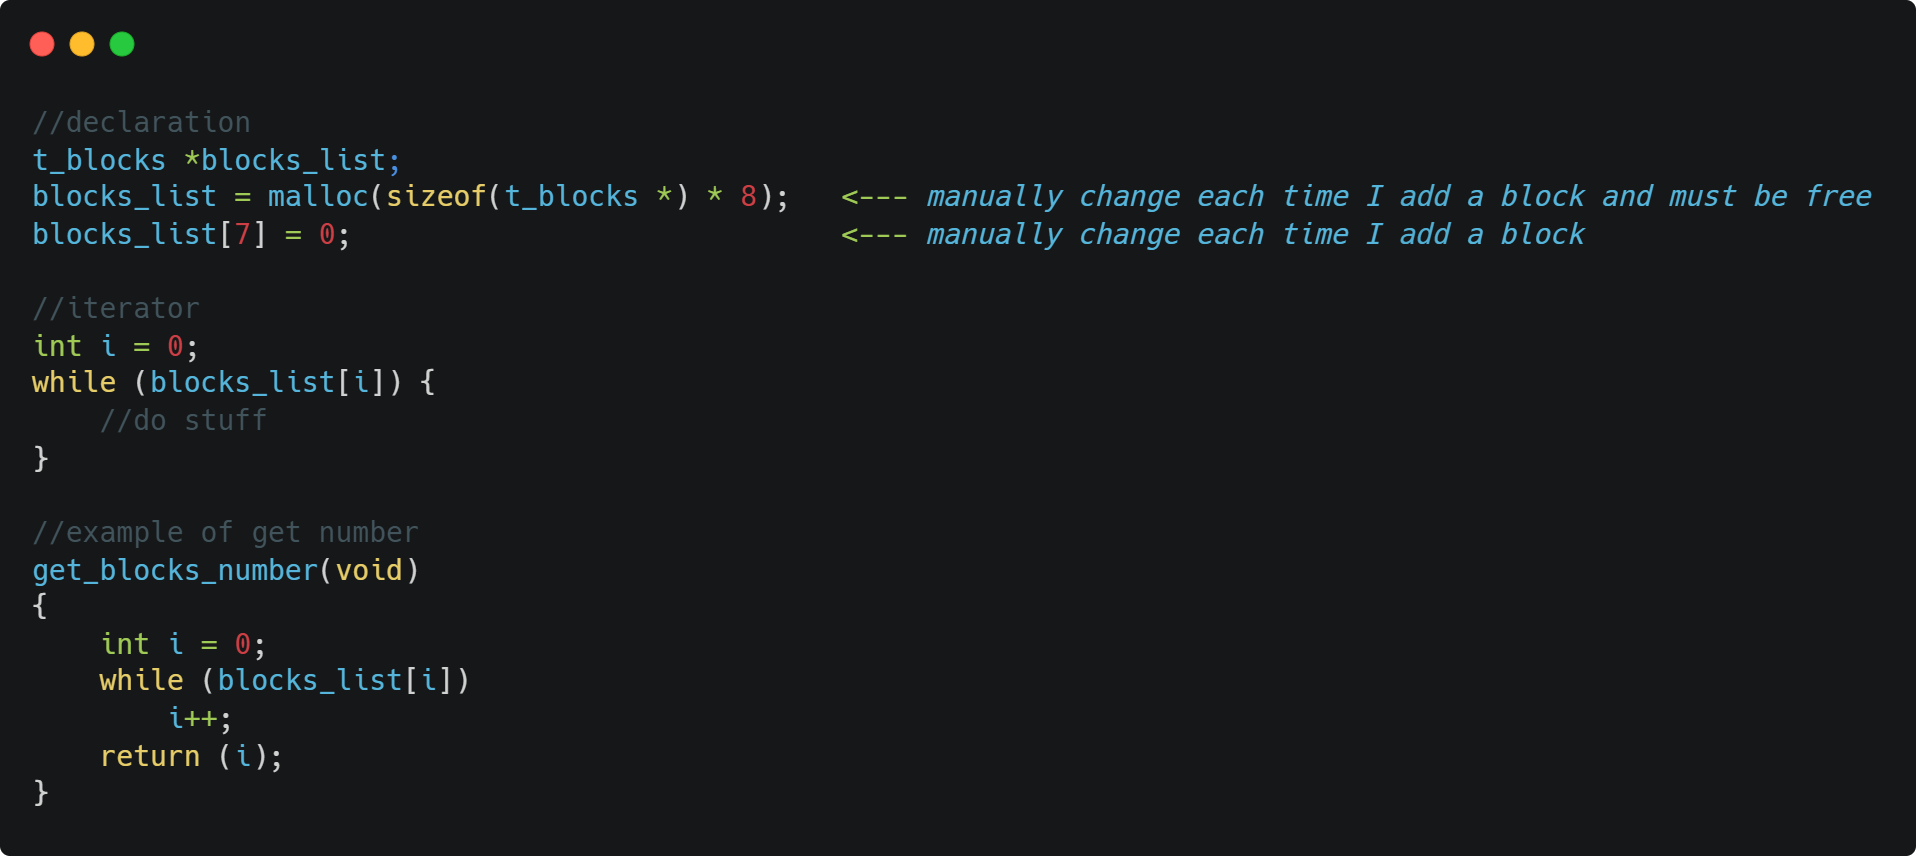 //declaration
t_blocks *blocks_list;
blocks_list = malloc(sizeof(t_blocks *) * 8);   <--- manually change each time I add a block and must be free
blocks_list[7] = 0;                             <--- manually change each time I add a block
//iterator
int i = 0;
while (blocks_list[i]) {
    //do stuff
}
//example of get number
get_blocks_number(void)
{
    int i = 0;
    while (blocks_list[i])
        i++;
    return (i);
}